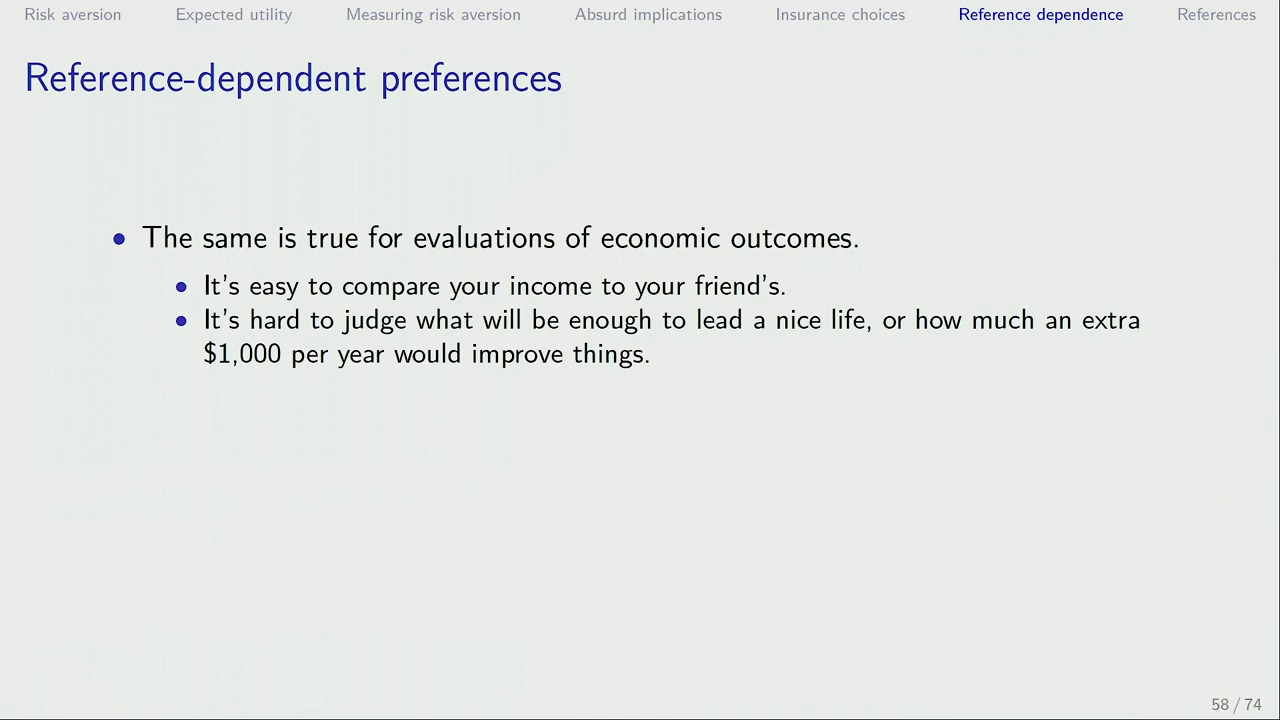 Risk aversion Expected utility Measuring risk aversion Absurd implications Insurance choices Reference dependence References
Reference-dependent preferences
• The same is true for evaluations of economic outcomes.
• It's easy to compare your income to your friend's.
• It's hard to judge what will be enough to lead a nice life, or how much an extra
$1,000 per year would improve things.
58 / 74